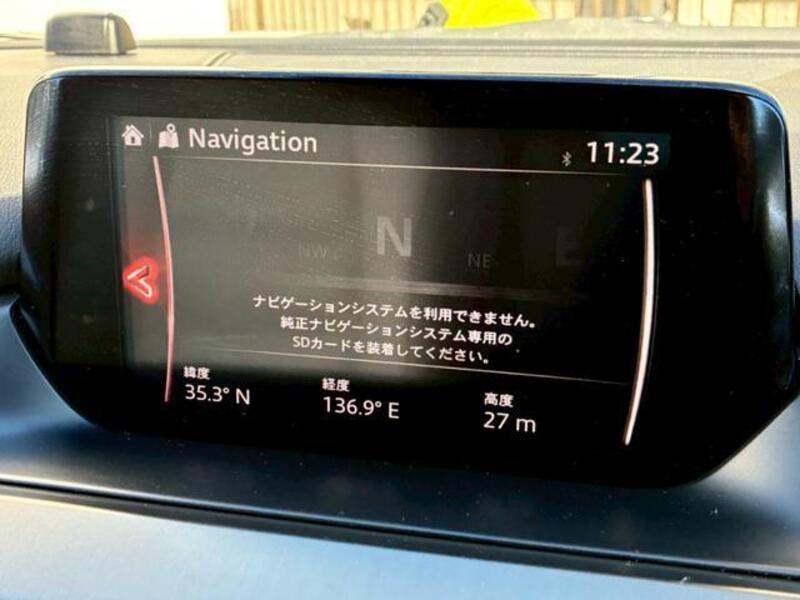 Navigation
11:23
NW N NE E
ナビゲーションシステムを利用できません。
純正ナビゲーションシステム専用の
SDカードを装着してください。
緯度 経度 高度
35.3° N 136.9° E 27 m